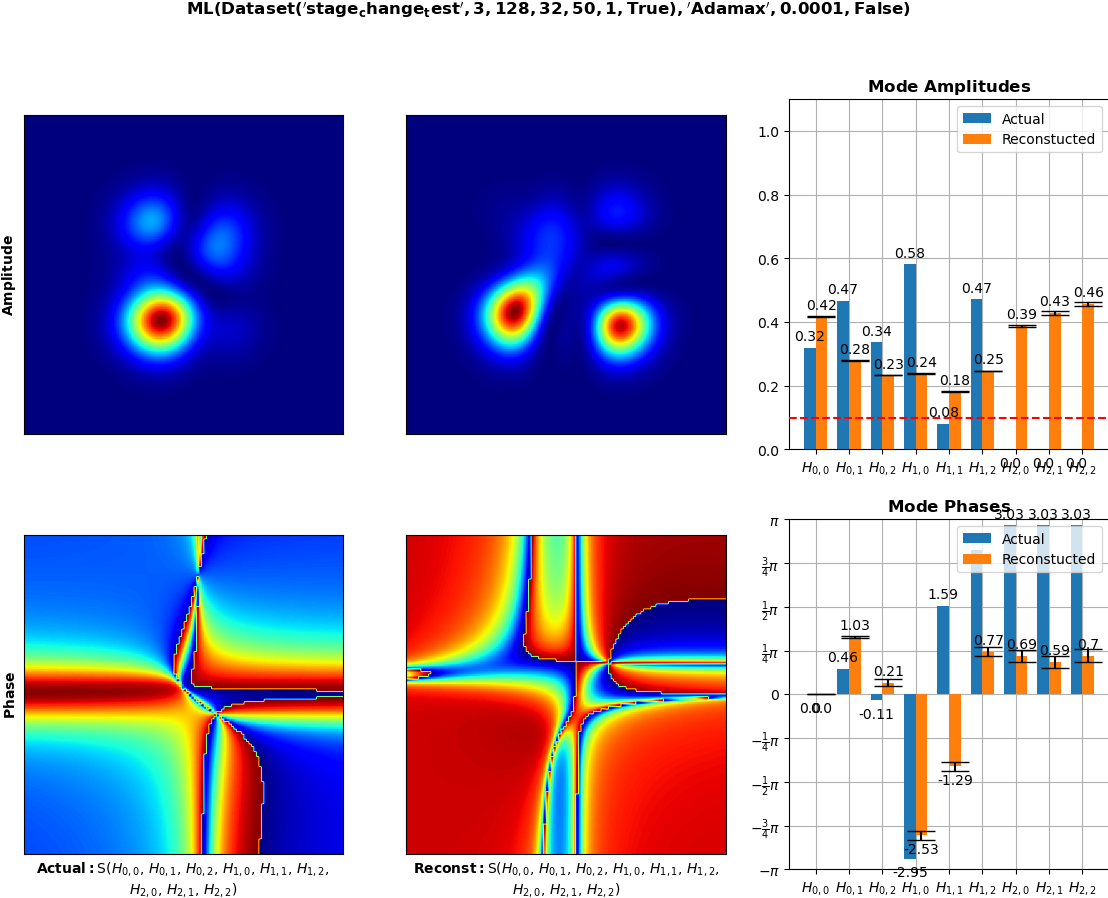 ML(Dataset('stage_change_test', 3, 128, 32, 50, 1, True), 'Adamax', 0.0001, False)
Mode Amplitudes
Amplitude
1.0
0.8
0.6
0.4
0.2
0.0
Actual
Reconstucted
0.32
0.42
0.47
0.28
0.34
0.23
0.58
0.24
0.08
0.18
0.47
0.25
0.0
0.39
0.0
0.43
0.0
0.46
H0,0 H0,1 H0,2 H1,0 H1,1 H1,2 H2,0 H2,1 H2,2
Mode Phases
Phase
π
3/4π
1/2π
1/4π
0
−1/4π
−1/2π
−3/4π
−π
Actual
Reconstucted
0.0
0.0
0.46
1.03
-0.11
0.21
-2.95
-2.53
1.59
-1.29
0.77
3.03
0.69
3.03
0.59
3.03
0.7
H0,0 H0,1 H0,2 H1,0 H1,1 H1,2 H2,0 H2,1 H2,2
Actual: S(H0,0, H0,1, H0,2, H1,0, H1,1, H1,2,
H2,0, H2,1, H2,2)
Reconst: S(H0,0, H0,1, H0,2, H1,0, H1,1, H1,2,
H2,0, H2,1, H2,2)